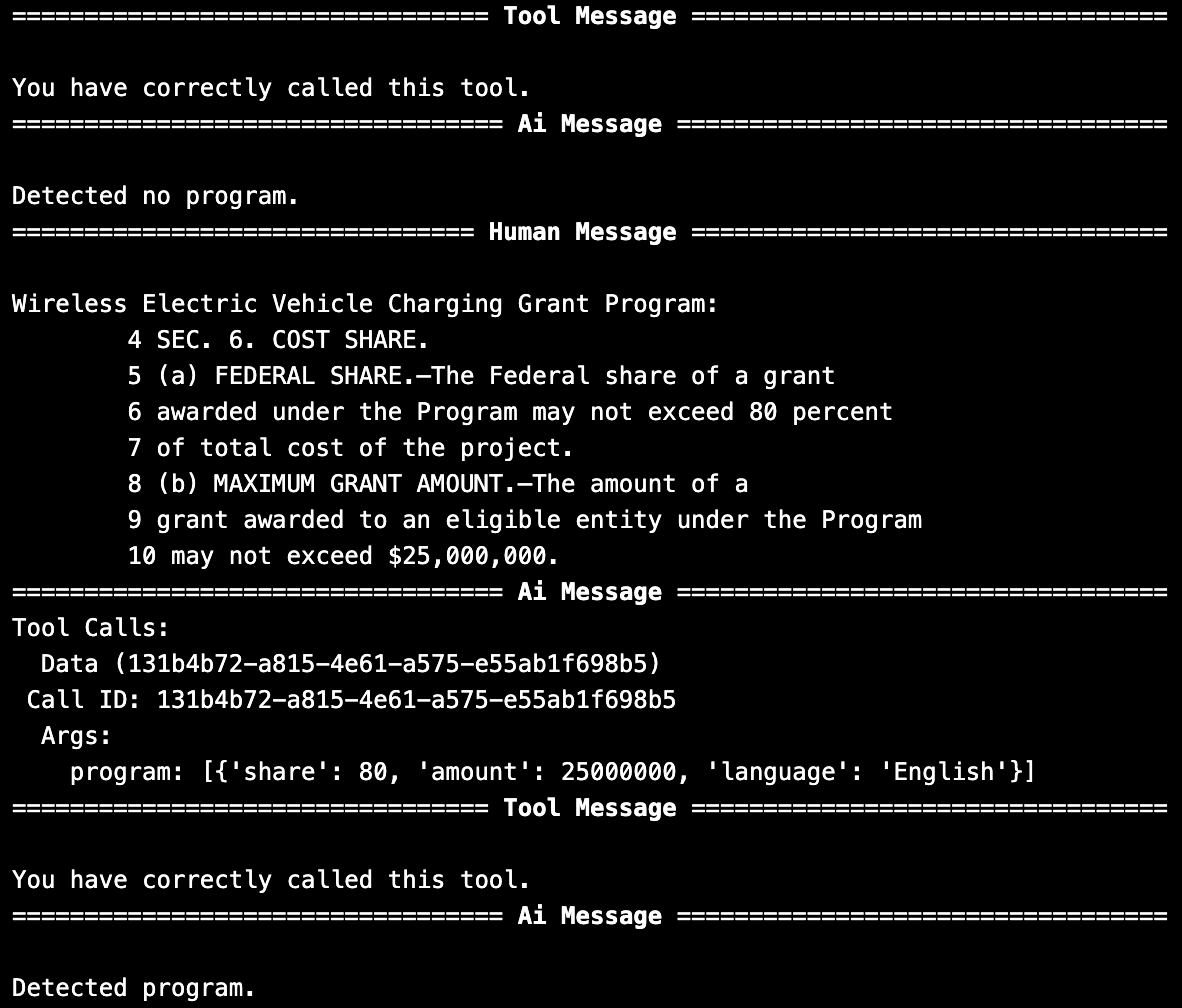 ================================= Tool Message =================================
You have correctly called this tool.
================================== Ai Message ==================================
Detected no program.
================================ Human Message =================================
Wireless Electric Vehicle Charging Grant Program:
4 SEC. 6. COST SHARE.
5 (a) FEDERAL SHARE.—The Federal share of a grant
6 awarded under the Program may not exceed 80 percent
7 of total cost of the project.
8 (b) MAXIMUM GRANT AMOUNT.—The amount of a
9 grant awarded to an eligible entity under the Program
10 may not exceed $25,000,000.
================================== Ai Message ==================================
Tool Calls:
Data (131b4b72-a815-4e61-a575-e55ab1f698b5)
Call ID: 131b4b72-a815-4e61-a575-e55ab1f698b5
Args:
program: [{'share': 80, 'amount': 25000000, 'language': 'English'}]
================================= Tool Message =================================
You have correctly called this tool.
================================== Ai Message ==================================
Detected program.